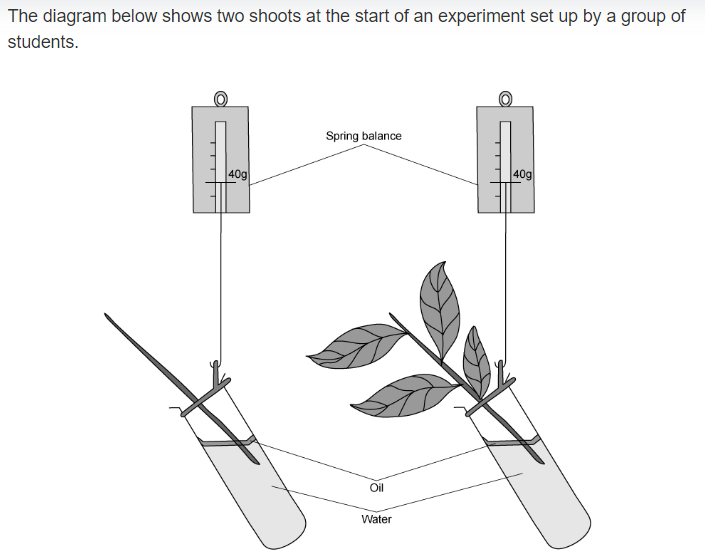 The diagram below shows two shoots at the start of an experiment set up by a group of
students.
Spring balance
40g
40g
Oil
Water